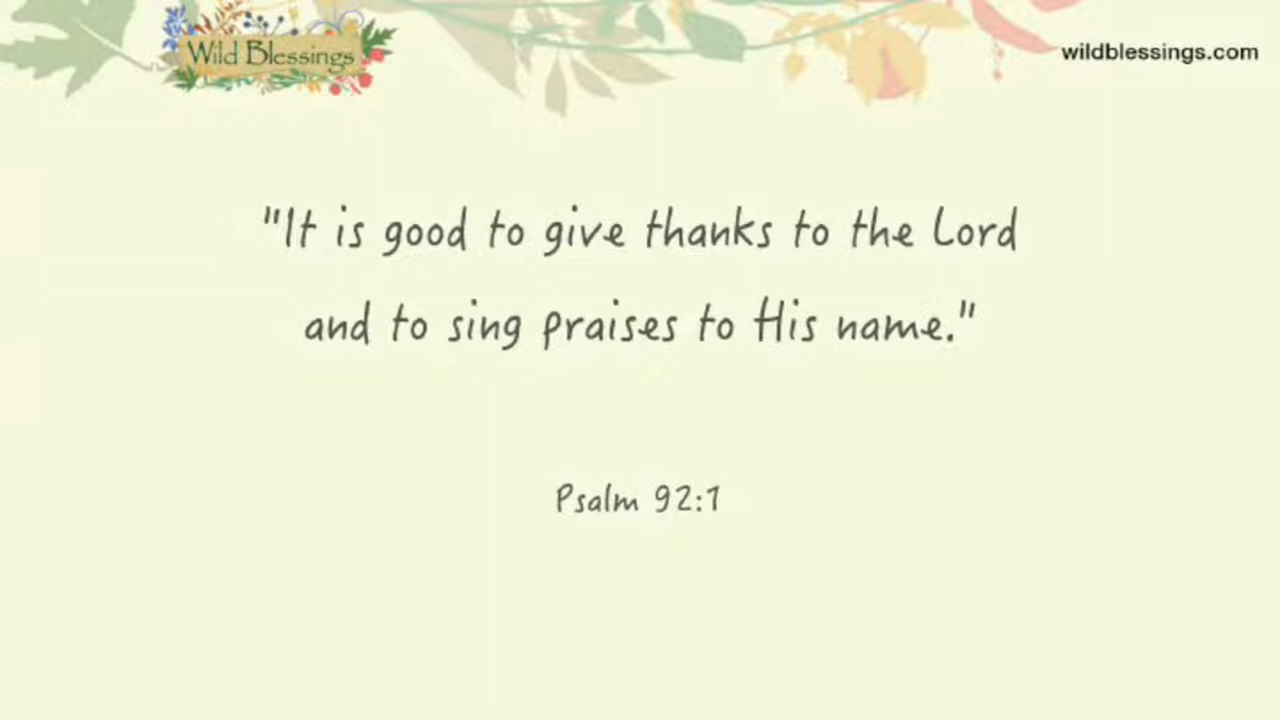 Wild Blessings
wildblessings.com
"It is good to give thanks to the Lord
and to sing praises to His name."
Psalm 92:1